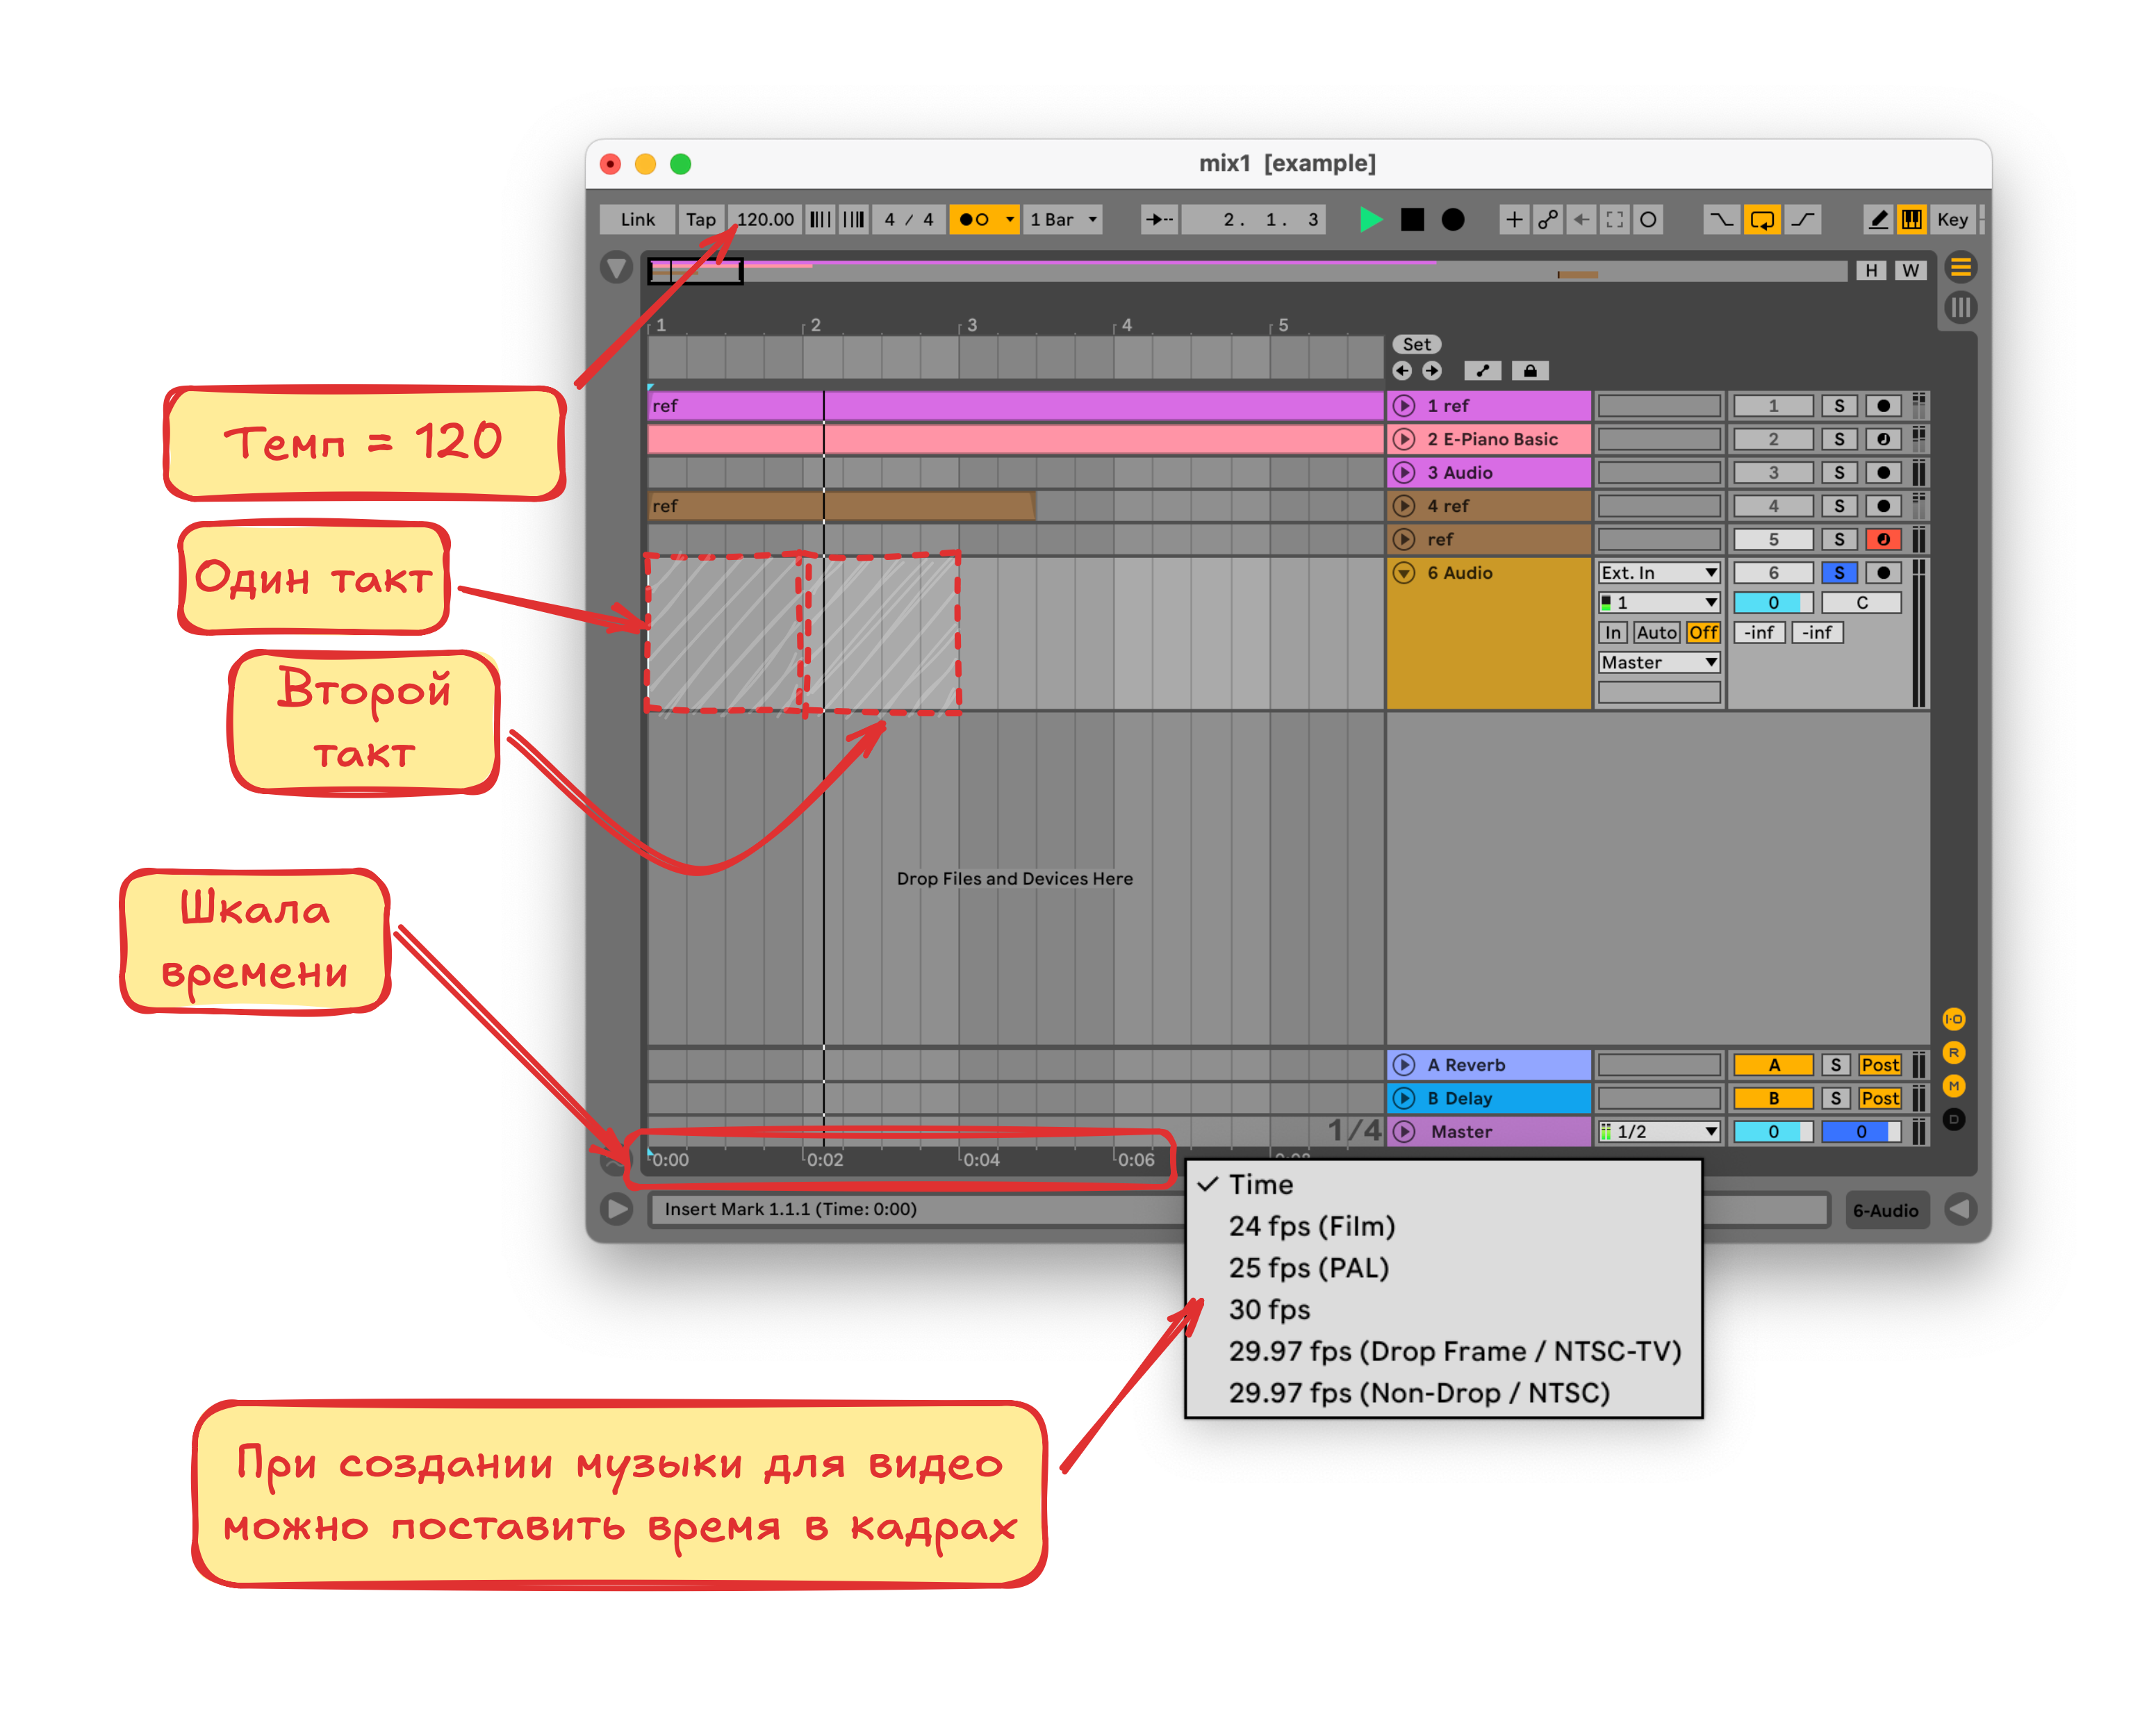 mix1 [example]
Link Tap 120.00 4 / 4 1 Bar 2. 1. 3 Key
H W
1 2 3 4 5
Set
Темп = 120
ref 1 ref 1 S
2 E-Piano Basic 2 S
3 Audio 3 S
ref 4 ref 4 S
ref 5 S
Один такт
6 Audio Ext. In 6 S
1 0 C
In Auto Off -inf -inf
Master
Второй
такт
Drop Files and Devices Here
Шкала
времени
I·O
R
M
D
A Reverb A S Post
B Delay B S Post
1/4 Master 1/2 0 0
0:00 0:02 0:04 0:06
Insert Mark 1.1.1 (Time: 0:00) 6-Audio
Time
24 fps (Film)
25 fps (PAL)
30 fps
29.97 fps (Drop Frame / NTSC-TV)
29.97 fps (Non-Drop / NTSC)
При создании музыки для видео
можно поставить время в кадрах